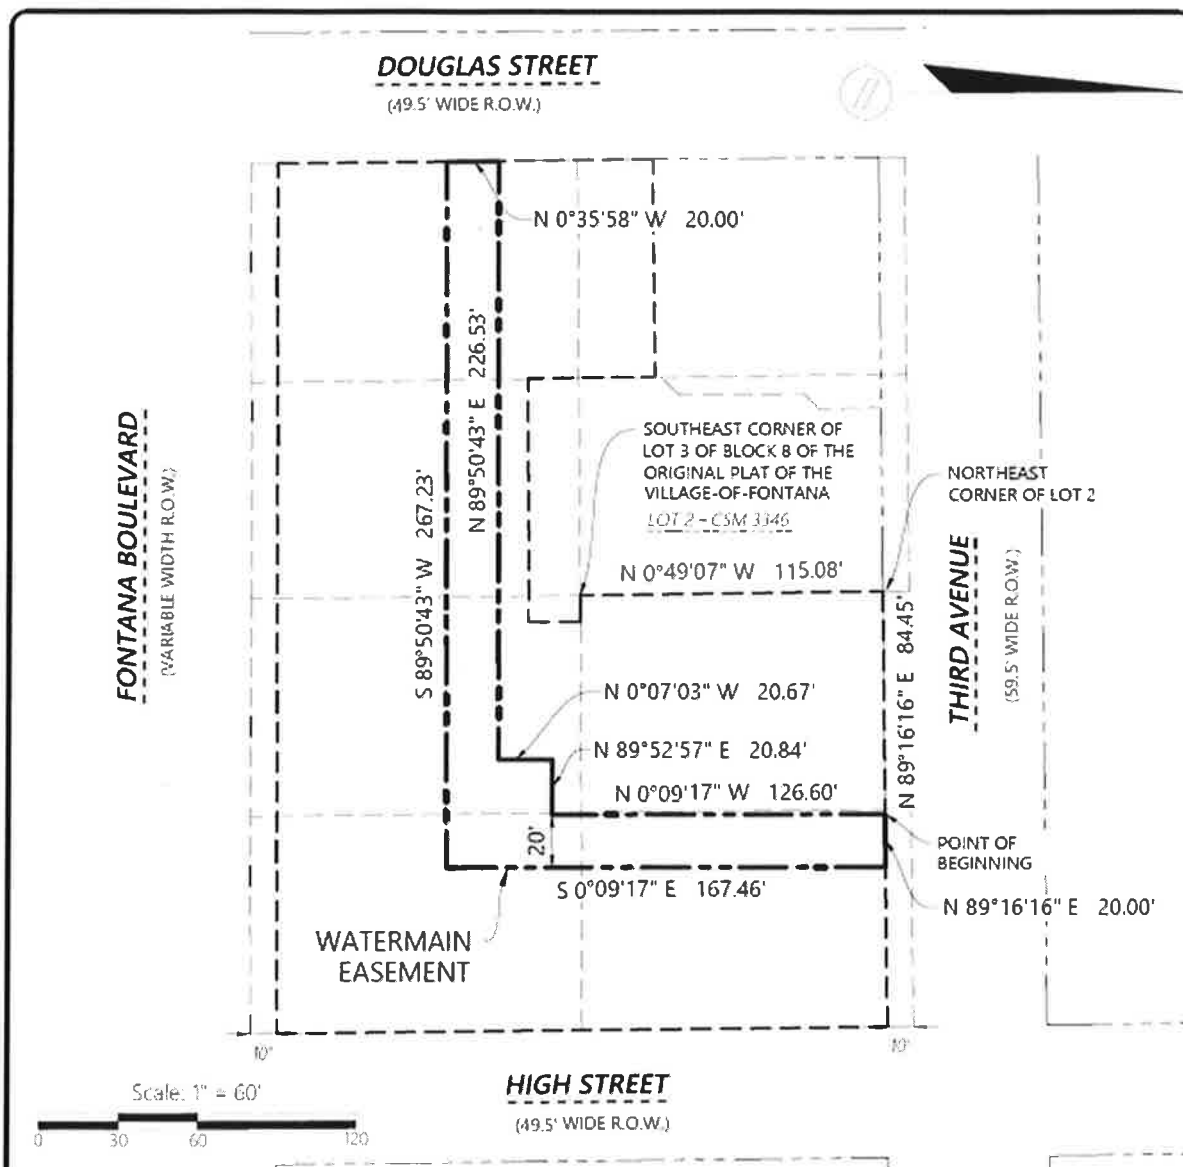 DOUGLAS STREET
(49.5' WIDE R.O.W.)
N 0°35'58" W 20.00'
N 89°50'43" E 226.53'
S 89°50'43" W 267.23'
FONTANA BOULEVARD
(VARIABLE WIDTH R.O.W.)
SOUTHEAST CORNER OF
LOT 3 OF BLOCK 8 OF THE
ORIGINAL PLAT OF THE
VILLAGE-OF-FONTANA
LOT 2 - CSM 3346
NORTHEAST
CORNER OF LOT 2
N 0°49'07" W 115.08'
N 89°16'16" E 84.45'
THIRD AVENUE
(59.5' WIDE R.O.W.)
N 0°07'03" W 20.67'
N 89°52'57" E 20.84'
N 0°09'17" W 126.60'
20'
POINT OF
BEGINNING
S 0°09'17" E 167.46'
N 89°16'16" E 20.00'
WATERMAIN
EASEMENT
10'
10'
HIGH STREET
(49.5' WIDE R.O.W.)
Scale: 1" = 60'
0 30 60 120